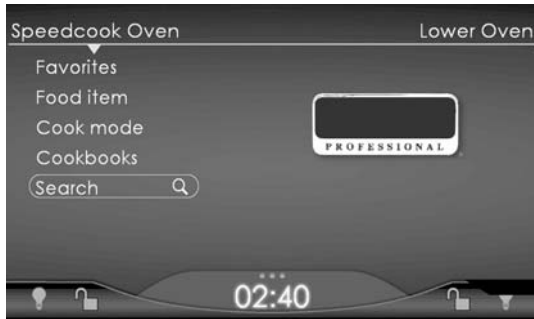 Speedcook Oven
Lower Oven
Favorites
Food item
Cook mode
Cookbooks
Search
PROFESSIONAL
02:40